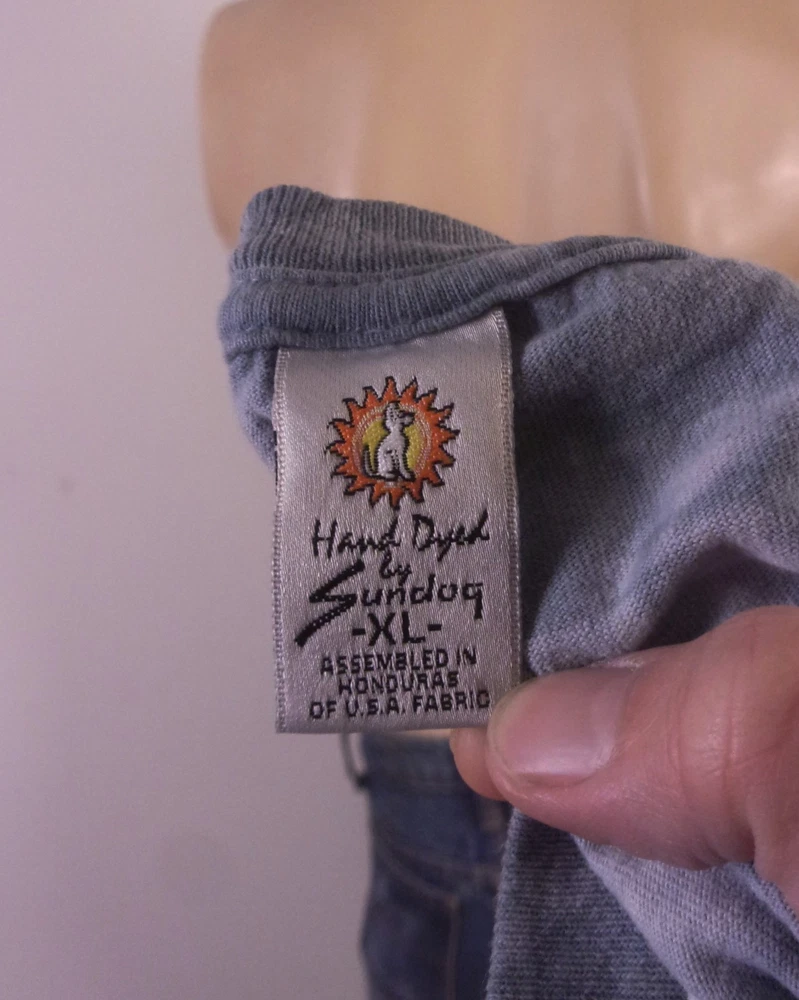 Hand Dyed
by
Sundog
-XL-
ASSEMBLED IN
HONDURAS
OF U.S.A. FABRIC